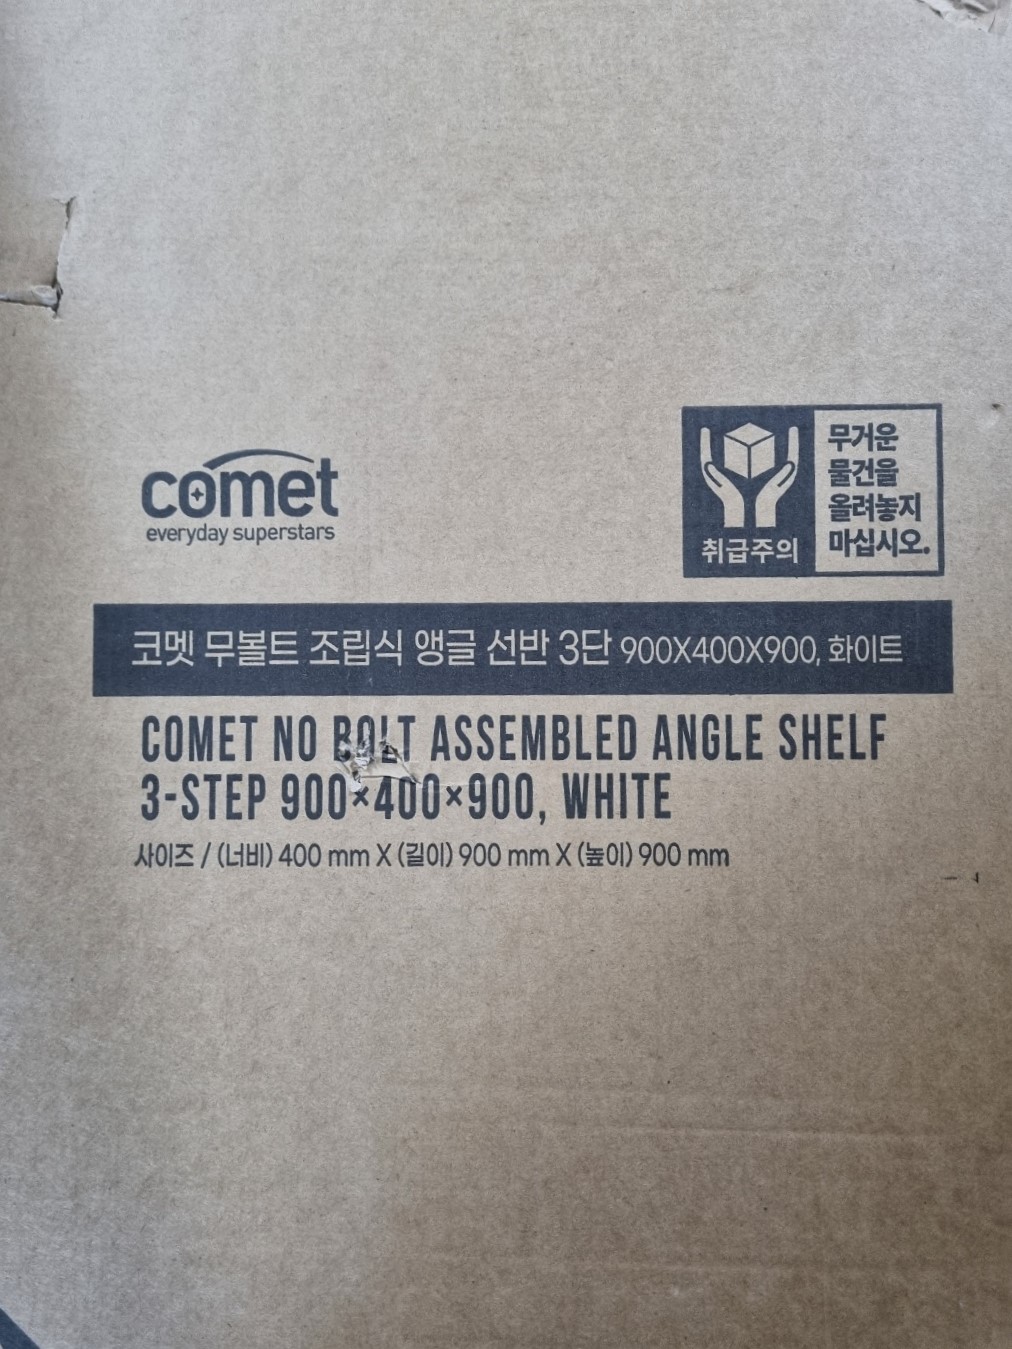 comet
everyday superstars
취급주의
무거운
물건을
올려놓지
마십시오.
코멧 무볼트 조립식 앵글 선반 3단 900X400X900, 화이트
COMET NO BOLT ASSEMBLED ANGLE SHELF
3-STEP 900×400×900, WHITE
사이즈 / (너비) 400 mm X (길이) 900 mm X (높이) 900 mm